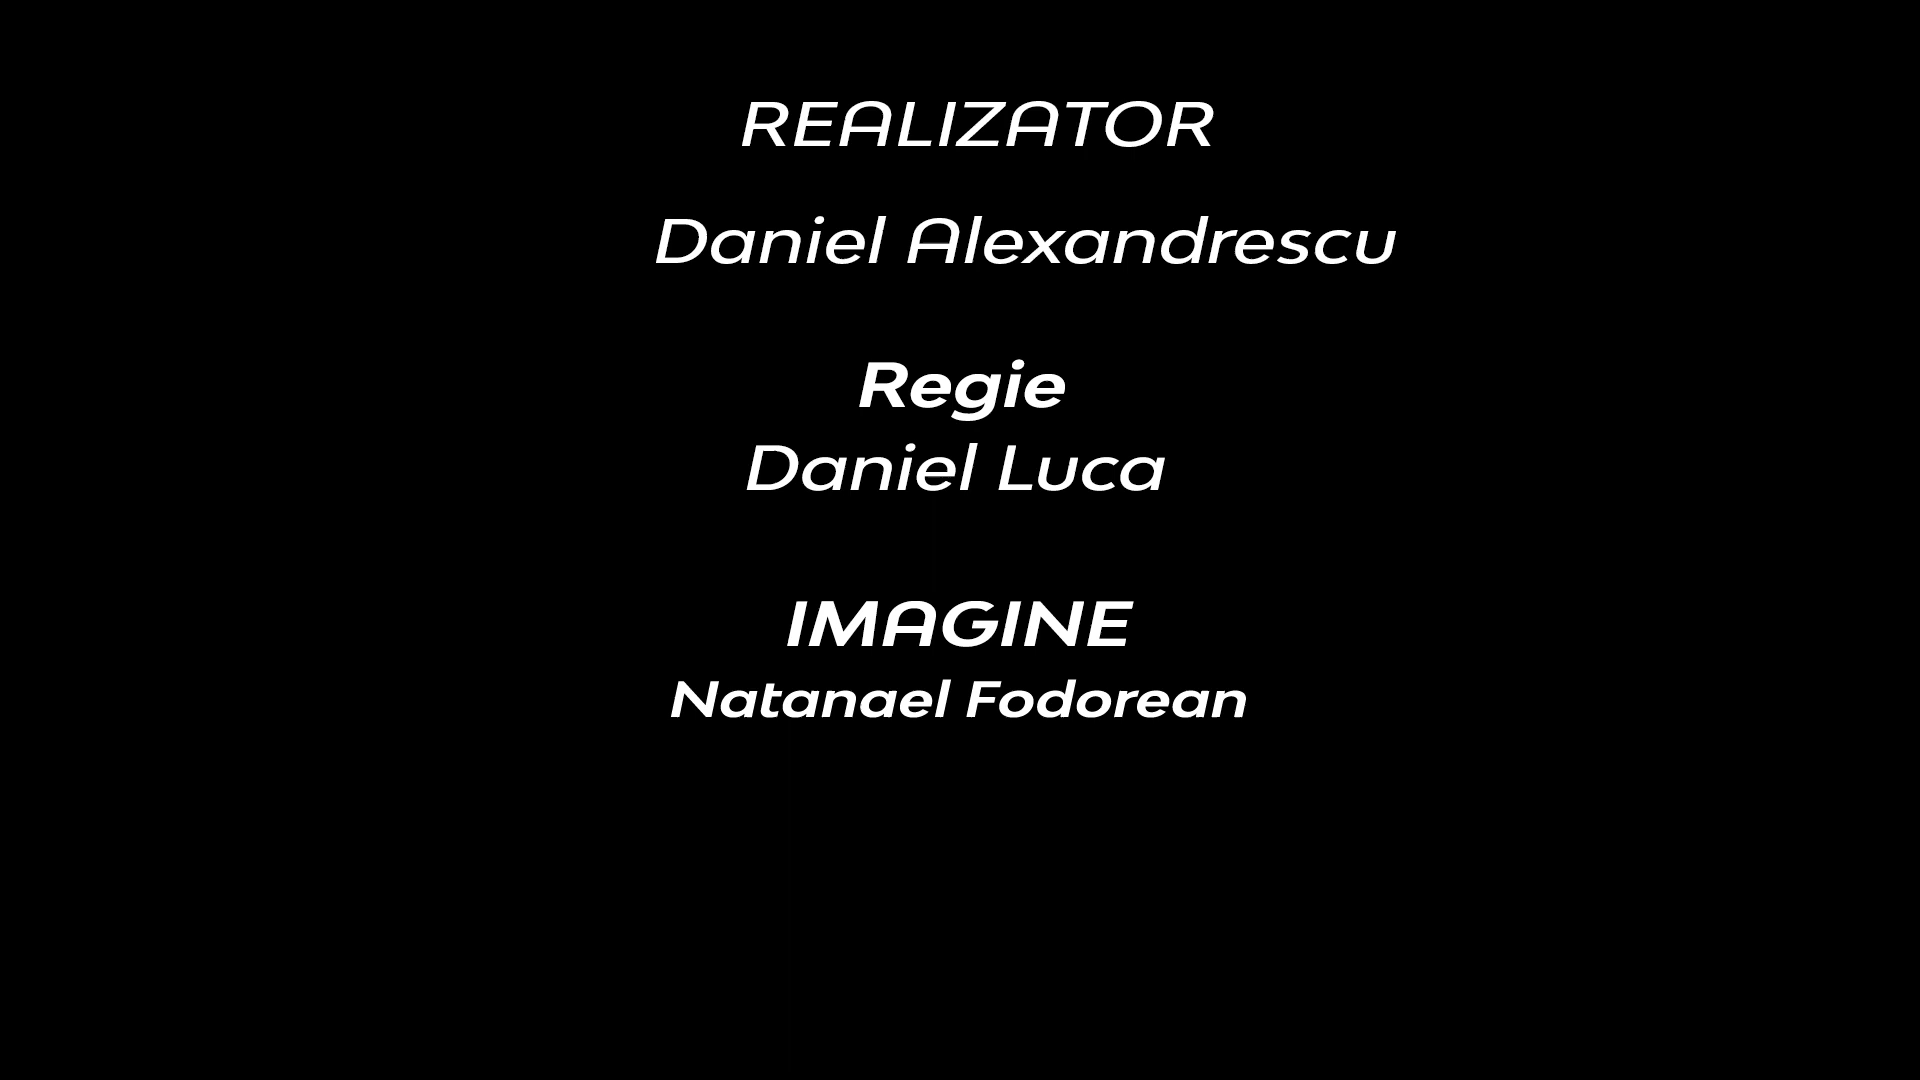 REALIZATOR
Daniel Alexandrescu
Regie
Daniel Luca
IMAGINE
Natanael Fodorean